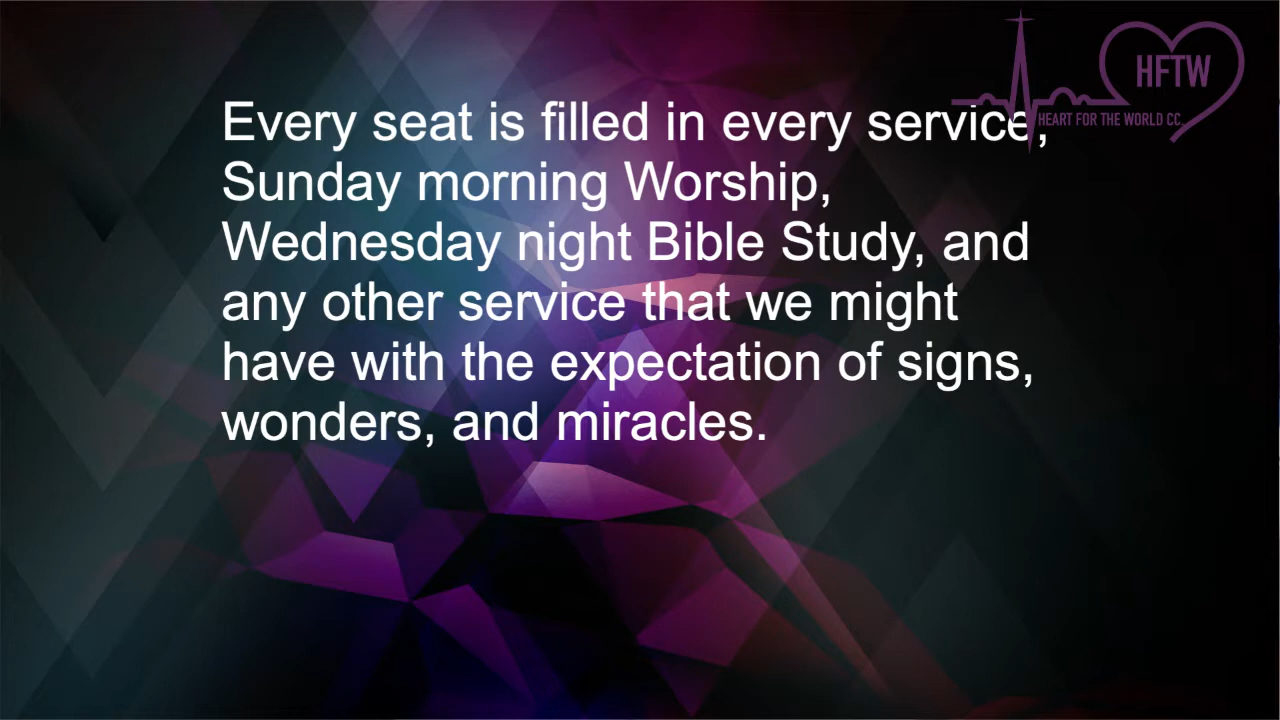 HFTW
HEART FOR THE WORLD CC.
Every seat is filled in every service,
Sunday morning Worship,
Wednesday night Bible Study, and
any other service that we might
have with the expectation of signs,
wonders, and miracles.